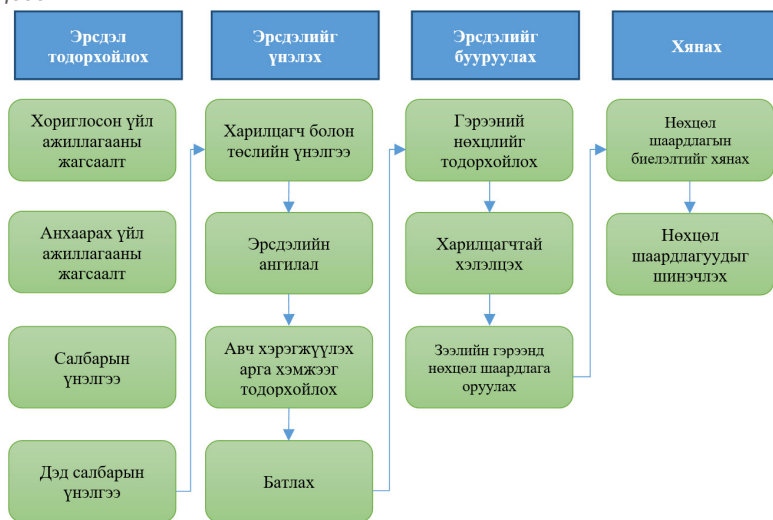 Эрсдэл
тодорхойлох
Хориглосон үйл
ажиллагааны
жагсаалт
Анхаарах үйл
ажиллагааны
жагсаалт
Салбарын
үнэлгээ
Дэд салбарын
үнэлгээ
Эрсдэлийг
үнэлэх
Харилцагч болон
төслийн үнэлгээ
Эрсдэлийн
ангилал
Авч хэрэгжүүлэх
арга хэмжээг
тодорхойлох
Батлах
Эрсдэлийг
бууруулах
Гэрээний
нөхцлийг
тодорхойлох
Харилцагчтай
хэлэлцэх
Зээлийн гэрээнд
нөхцөл шаардлага
оруулах
Хянах
Нөхцөл
шаардлагын
биелэлтийг хянах
Нөхцөл
шаардлагуудыг
шинэчлэх